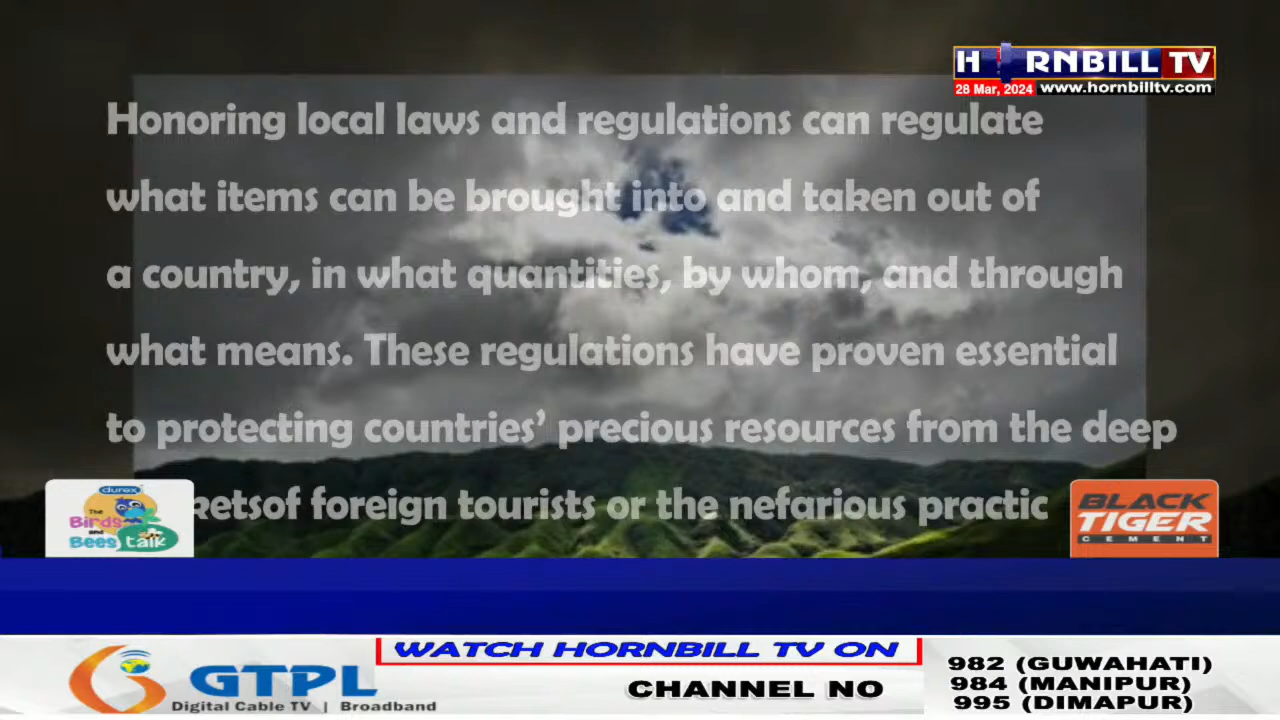 HORNBILL TV
28 Mar, 2024 www.hornbilltv.com
Honoring local laws and regulations can regulate
what items can be brought into and taken out of
a country, in what quantities, by whom, and through
what means. These regulations have proven essential
to protecting countries’ precious resources from the deep
of foreign tourists or the nefarious practic
durex
The
Birds
and
Bees talk
BLACK
TIGER
CEMENT
WATCH HORNBILL TV ON
GTPL
Digital Cable TV | Broadband
CHANNEL NO
982 (GUWAHATI)
984 (MANIPUR)
995 (DIMAPUR)